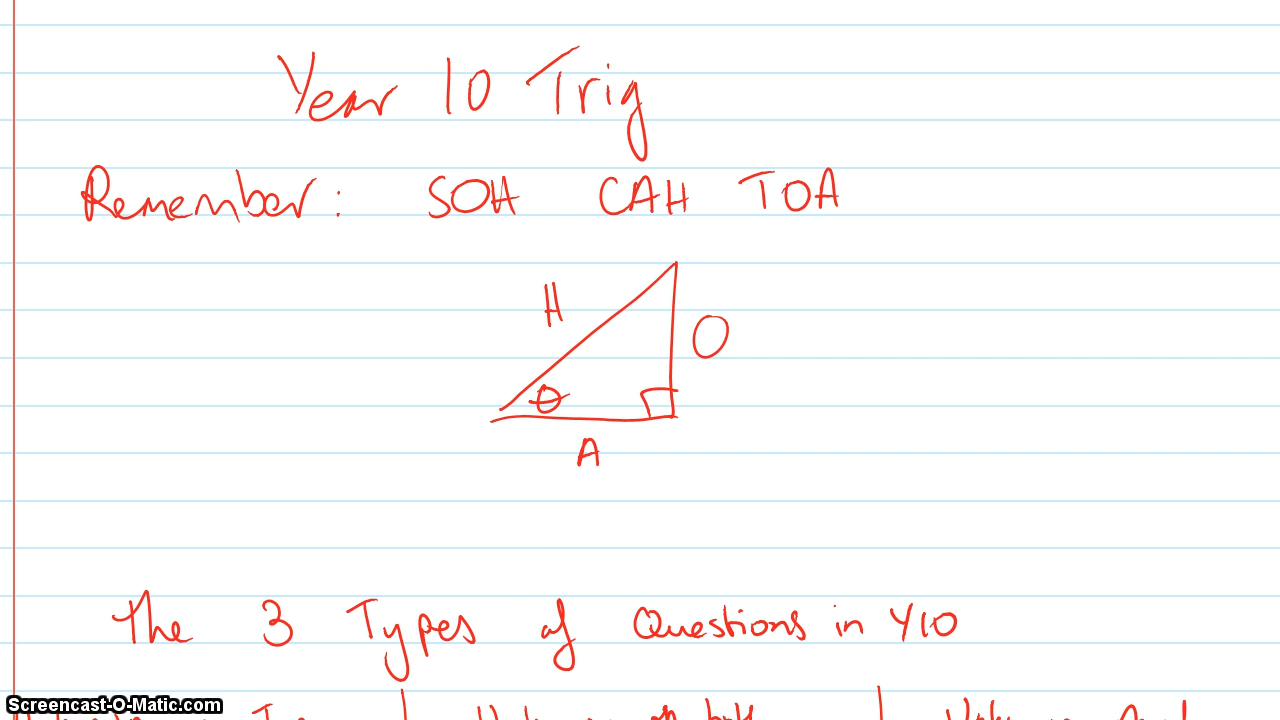 Year 10 Trig
Remember: SOH CAH TOA
H
O
θ
A
The 3 Types of Questions in Y10
Screencast-O-Matic.com